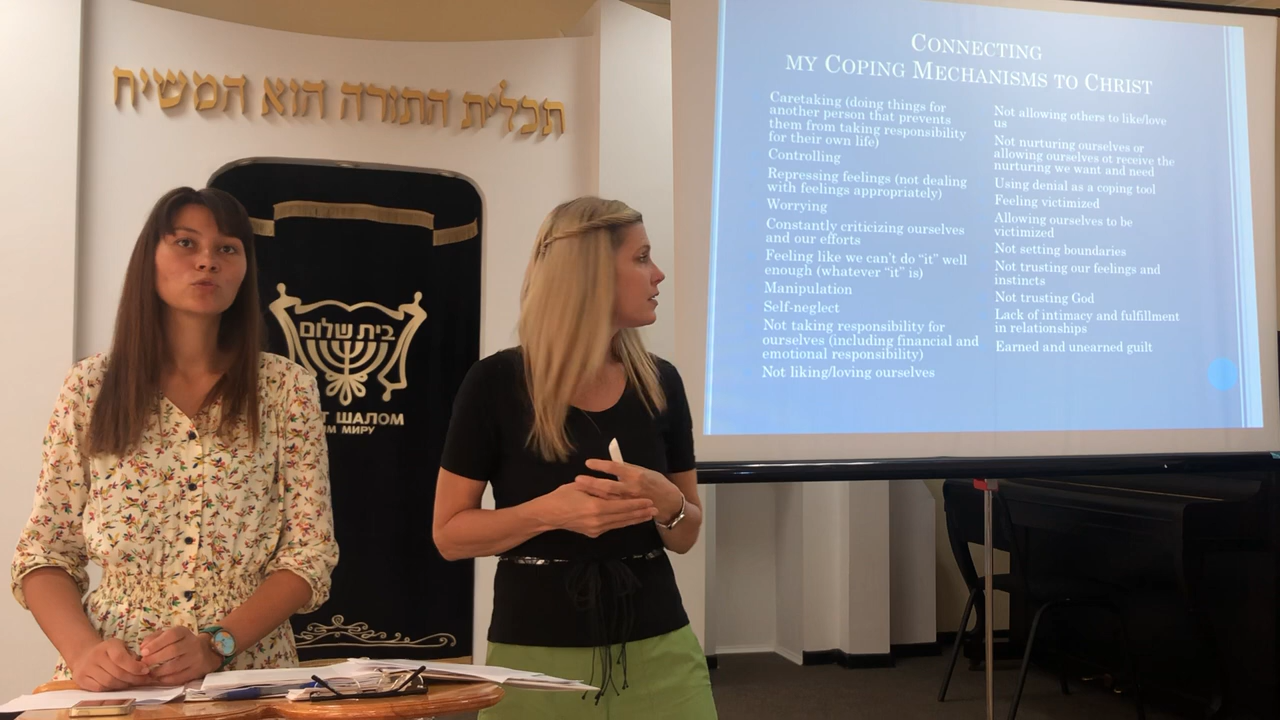 תכלית התורה הוא המשיח
בית שלום
Т ШАЛОМ
М МИРУ
CONNECTING
MY COPING MECHANISMS TO CHRIST
Caretaking (doing things for
another person that prevents
them from taking responsibility
for their own life)
Controlling
Repressing feelings (not dealing
with feelings appropriately)
Worrying
Constantly criticizing ourselves
and our efforts
Feeling like we can't do "it" well
enough (whatever "it" is)
Manipulation
Self-neglect
Not taking responsibility for
ourselves (including financial and
emotional responsibility)
Not liking/loving ourselves
Not allowing others to like/love
us
Not nurturing ourselves or
allowing ourselves ot receive the
nurturing we want and need
Using denial as a coping tool
Feeling victimized
Allowing ourselves to be
victimized
Not setting boundaries
Not trusting our feelings and
instincts
Not trusting God
Lack of intimacy and fulfillment
in relationships
Earned and unearned guilt